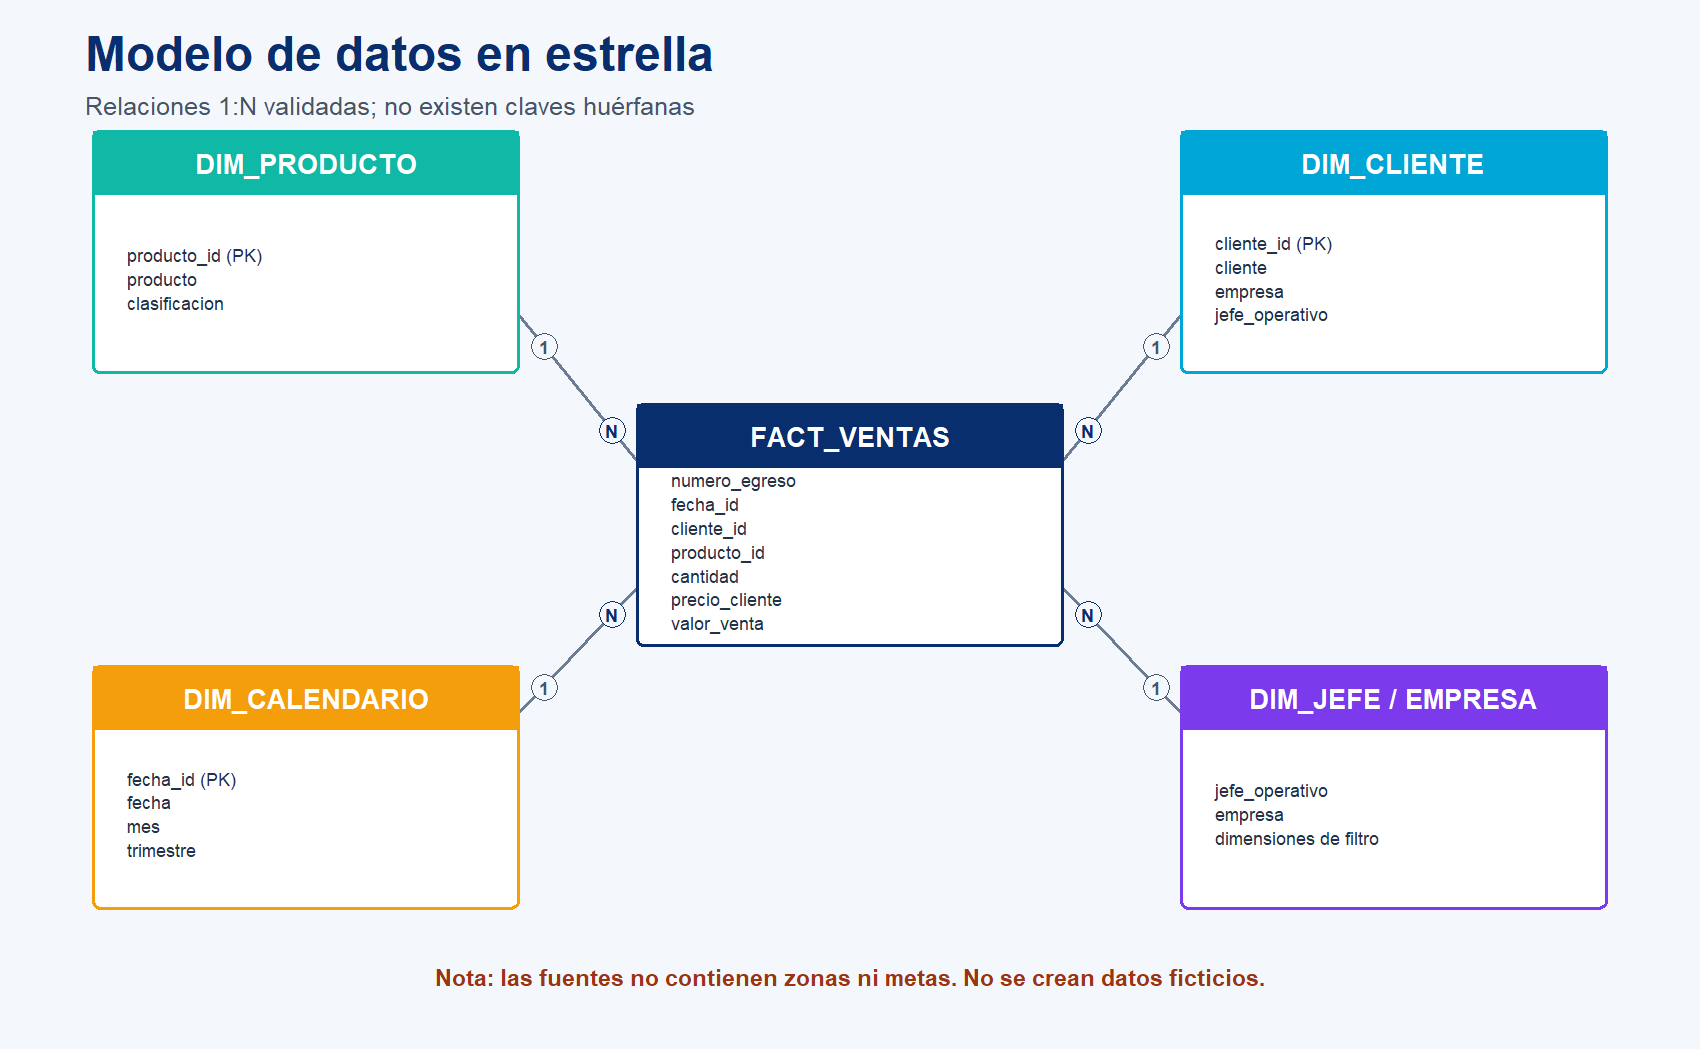 Modelo de datos en estrella
Relaciones 1:N validadas; no existen claves huérfanas
DIM_PRODUCTO
producto_id (PK)
producto
clasificacion
DIM_CLIENTE
cliente_id (PK)
cliente
empresa
jefe_operativo
1
1
N
N
FACT_VENTAS
numero_egreso
fecha_id
cliente_id
producto_id
cantidad
precio_cliente
valor_venta
N
N
1
1
DIM_CALENDARIO
fecha_id (PK)
fecha
mes
trimestre
DIM_JEFE / EMPRESA
jefe_operativo
empresa
dimensiones de filtro
Nota: las fuentes no contienen zonas ni metas. No se crean datos ficticios.